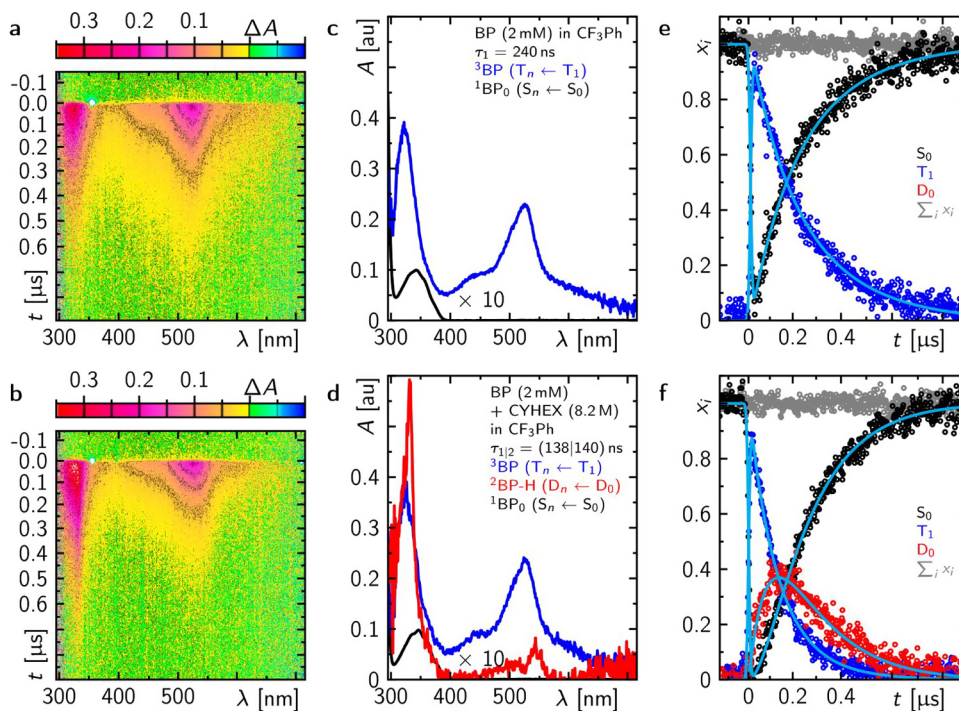 0.3 0.2 0.1 ΔA
a
-0.1
0.0
0.1
0.2
0.3
0.4
0.5
0.6
t [μs]
300 400 500 λ [nm]
0.3 0.2 0.1 ΔA
b
-0.1
0.0
0.1
0.2
0.3
0.4
0.5
0.6
t [μs]
300 400 500 λ [nm]
c
A [au]
BP (2 mM) in CF₃Ph
τ₁ = 240 ns
³BP (Tₙ ← T₁)
¹BP₀ (Sₙ ← S₀)
0.4
0.3
0.2
0.1
0
× 10
300 400 500 λ [nm]
d
A [au]
BP (2 mM)
+ CYHEX (8.2 M)
in CF₃Ph
τ₁|₂ = (138|140) ns
³BP (Tₙ ← T₁)
²BP-H (Dₙ ← D₀)
¹BP₀ (Sₙ ← S₀)
0.4
0.3
0.2
0.1
0
× 10
300 400 500 λ [nm]
e
xᵢ
0.8
0.6
0.4
0.2
0
S₀
T₁
D₀
∑ᵢ xᵢ
0 0.2 0.4 t [μs]
f
xᵢ
0.8
0.6
0.4
0.2
0
S₀
T₁
D₀
∑ᵢ xᵢ
0 0.2 0.4 t [μs]